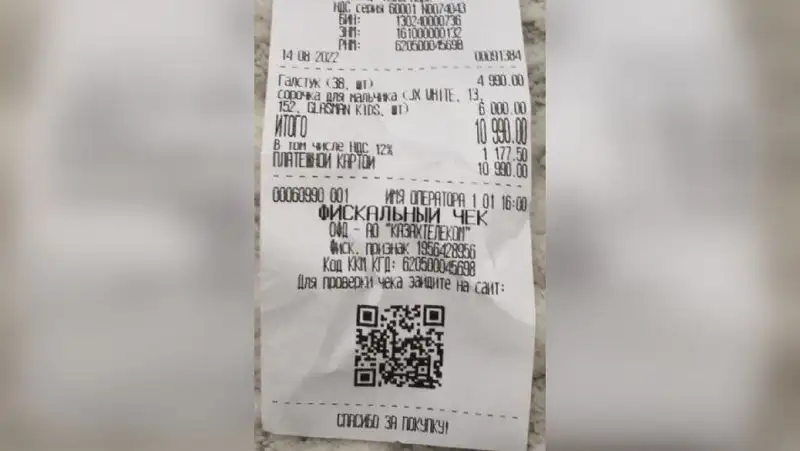 НДС серия 60001 N0074043
БИН: 130240000736
ЗНМ: 161000000132
РНМ: 620500045698
14 08 2022 00091384
Галстук (38, шт) 4 990.00
сорочка для мальчика (JX WHITE, 13,
152, GLASMAN KIDS, шт) 6 000.00
ИТОГО 10 990.00
В том числе НДС 12% 1 177.50
ПЛАТЕЖНОЙ КАРТОЙ 10 990.00
00060990 001 ИМЯ ОПЕРАТОРА 1 01 16:00
ФИСКАЛЬНЫЙ ЧЕК
ОФД - АО "КАЗАХТЕЛЕКОМ"
Фиск. признак 1956428956
Код ККМ КГД: 620500045698
Для проверки чека зайдите на сайт:
СПАСИБО ЗА ПОКУПКУ!